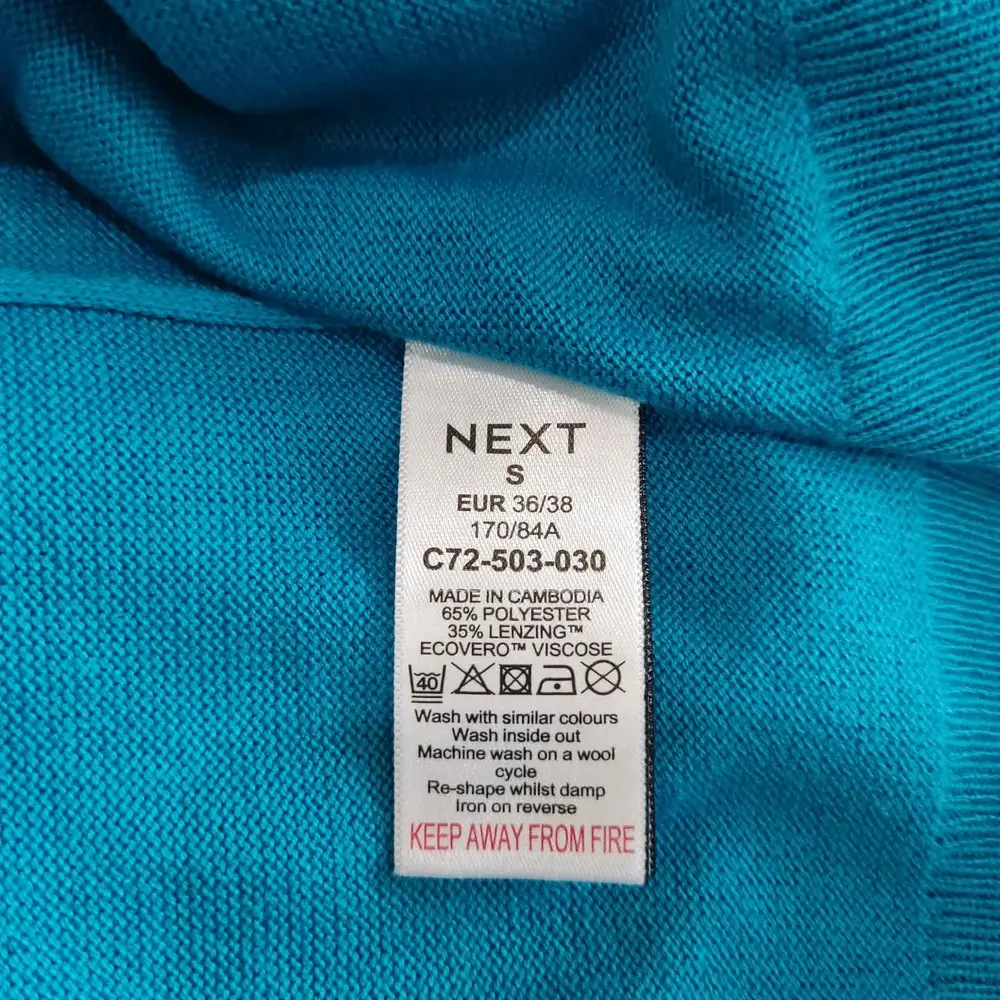 NEXT
S
EUR 36/38
170/84A
C72-503-030
MADE IN CAMBODIA
65% POLYESTER
35% LENZING™
ECOVERO™ VISCOSE
40
Wash with similar colours
Wash inside out
Machine wash on a wool
cycle
Re-shape whilst damp
Iron on reverse
KEEP AWAY FROM FIRE